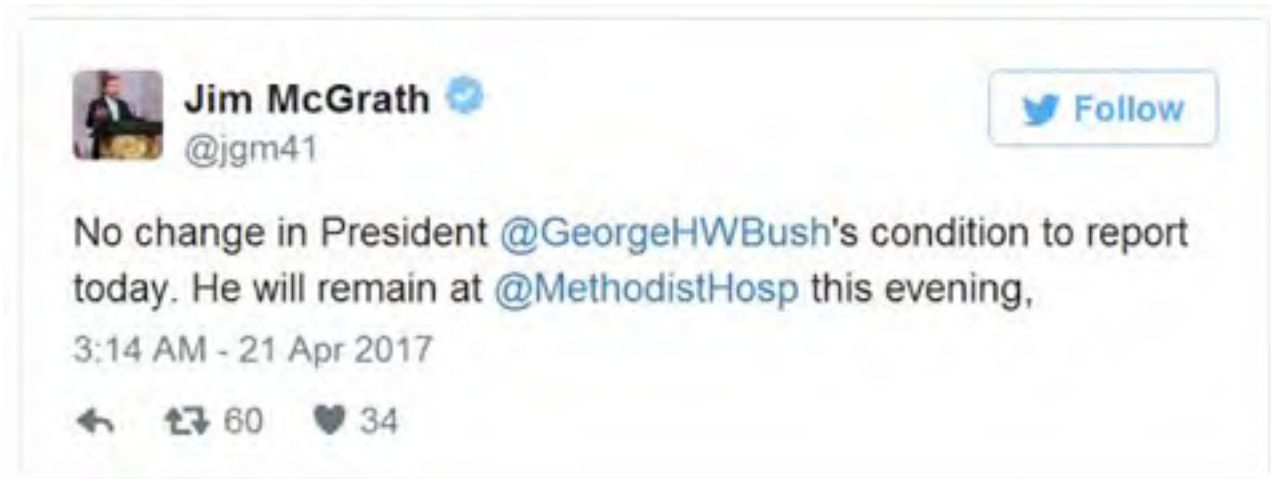 Jim McGrath
Follow
@jgm41
No change in President @GeorgeHWBush's condition to report
today. He will remain at @MethodistHosp this evening,
3:14 AM - 21 Apr 2017
60 34